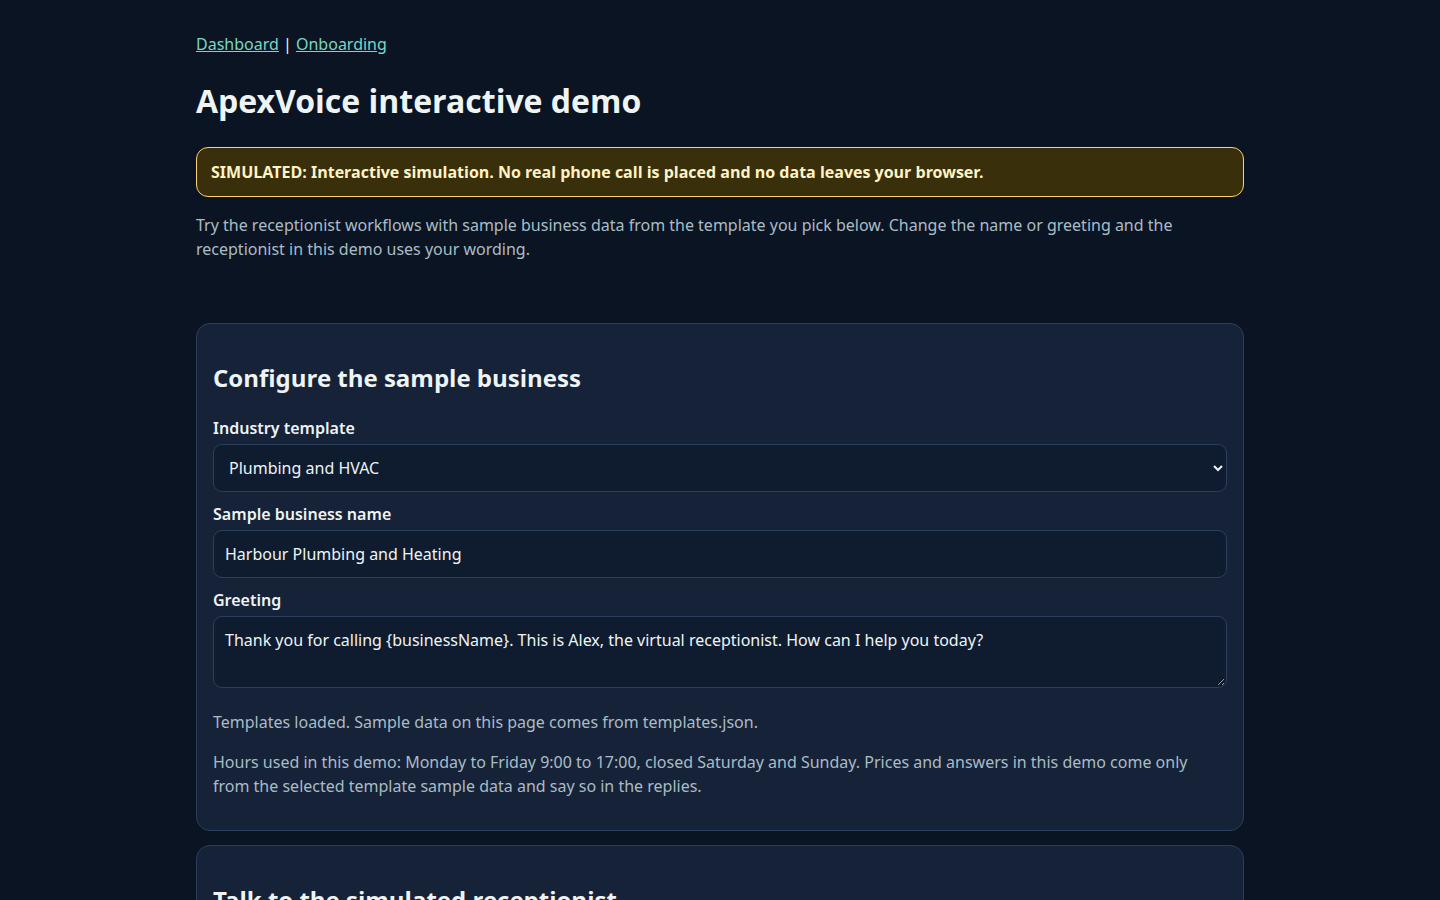 Dashboard | Onboarding
ApexVoice interactive demo
SIMULATED: Interactive simulation. No real phone call is placed and no data leaves your browser.
Try the receptionist workflows with sample business data from the template you pick below. Change the name or greeting and the
receptionist in this demo uses your wording.
Configure the sample business
Industry template
Plumbing and HVAC
Sample business name
Harbour Plumbing and Heating
Greeting
Thank you for calling {businessName}. This is Alex, the virtual receptionist. How can I help you today?
Templates loaded. Sample data on this page comes from templates.json.
Hours used in this demo: Monday to Friday 9:00 to 17:00, closed Saturday and Sunday. Prices and answers in this demo come only
from the selected template sample data and say so in the replies.
Talk to the simulated receptionist